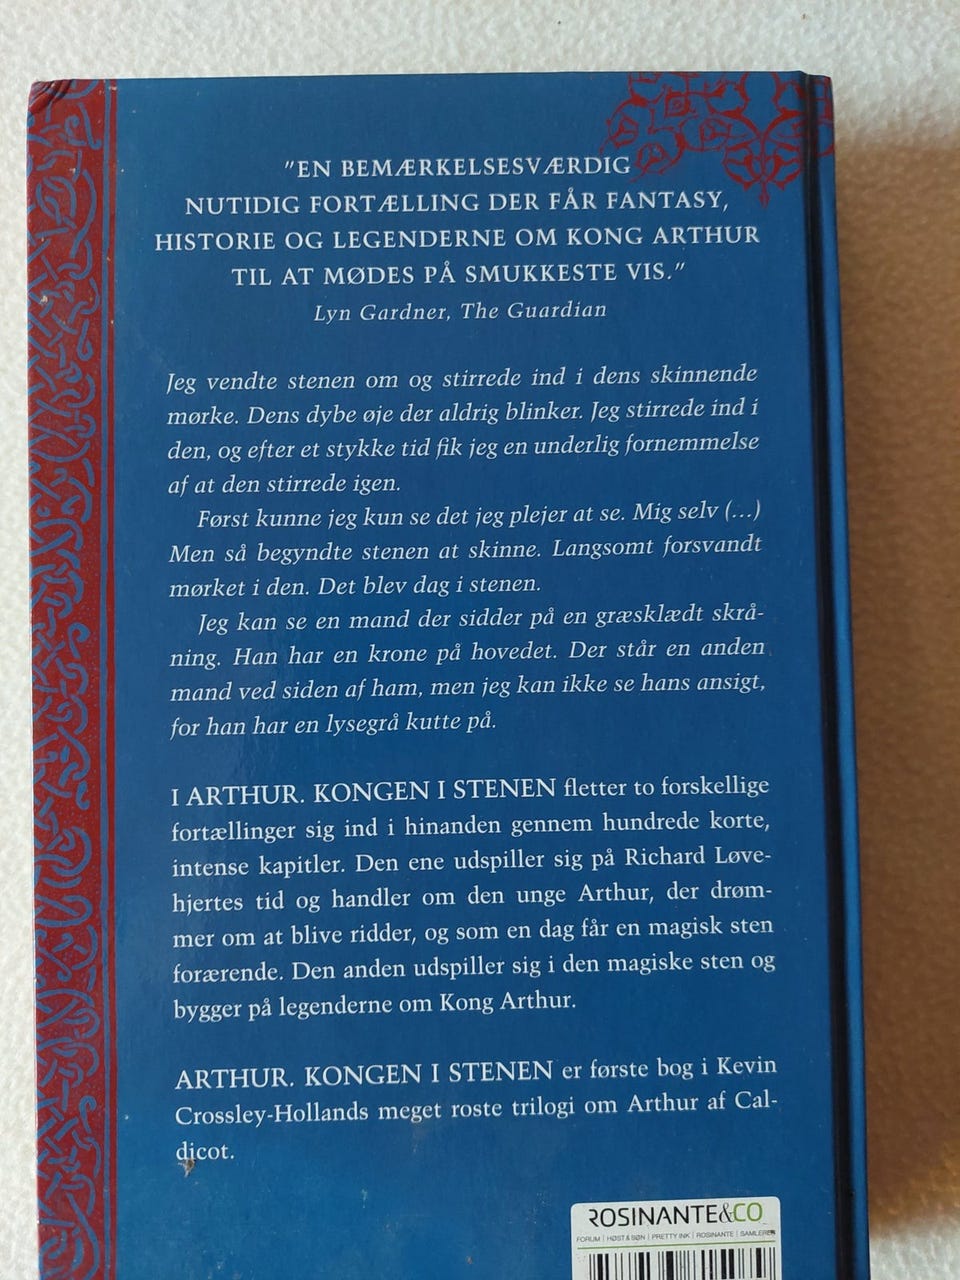 "EN BEMÆRKELSESVÆRDIG
NUTIDIG FORTÆLLING DER FÅR FANTASY,
HISTORIE OG LEGENDERNE OM KONG ARTHUR
TIL AT MØDES PÅ SMUKKESTE VIS."
Lyn Gardner, The Guardian
Jeg vendte stenen om og stirrede ind i dens skinnende
mørke. Dens dybe øje der aldrig blinker. Jeg stirrede ind i
den, og efter et stykke tid fik jeg en underlig fornemmelse
af at den stirrede igen.
Først kunne jeg kun se det jeg plejer at se. Mig selv (...)
Men så begyndte stenen at skinne. Langsomt forsvandt
mørket i den. Det blev dag i stenen.
Jeg kan se en mand der sidder på en græsklædt skrå-
ning. Han har en krone på hovedet. Der står en anden
mand ved siden af ham, men jeg kan ikke se hans ansigt,
for han har en lysegrå kutte på.
I ARTHUR. KONGEN I STENEN fletter to forskellige
fortællinger sig ind i hinanden gennem hundrede korte,
intense kapitler. Den ene udspiller sig på Richard Løve-
hjertes tid og handler om den unge Arthur, der drøm-
mer om at blive ridder, og som en dag får en magisk sten
forærende. Den anden udspiller sig i den magiske sten og
bygger på legenderne om Kong Arthur.
ARTHUR. KONGEN I STENEN er første bog i Kevin
Crossley-Hollands meget roste trilogi om Arthur af Cal-
dicot.
ROSINANTE&CO
FORUM | HØST & SØN | PRETTY INK | ROSINANTE | SAMLEREN